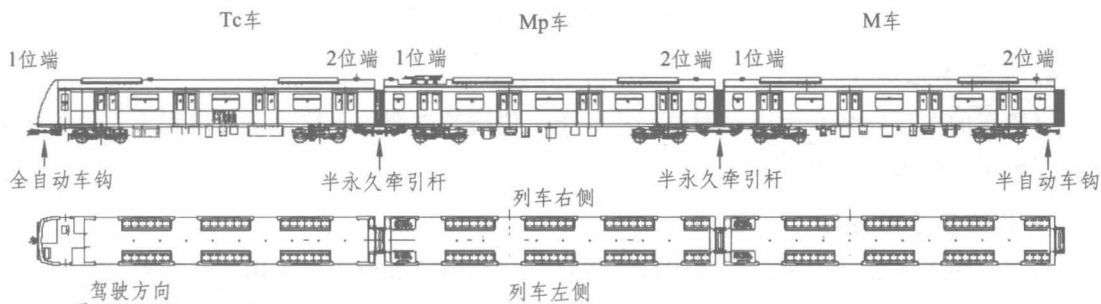 Tc车 Mp车 M车
1位端 2位端 1位端 2位端 1位端 2位端
全自动车钩 半永久牵引杆 半永久牵引杆 半自动车钩
列车右侧
驾驶方向 列车左侧